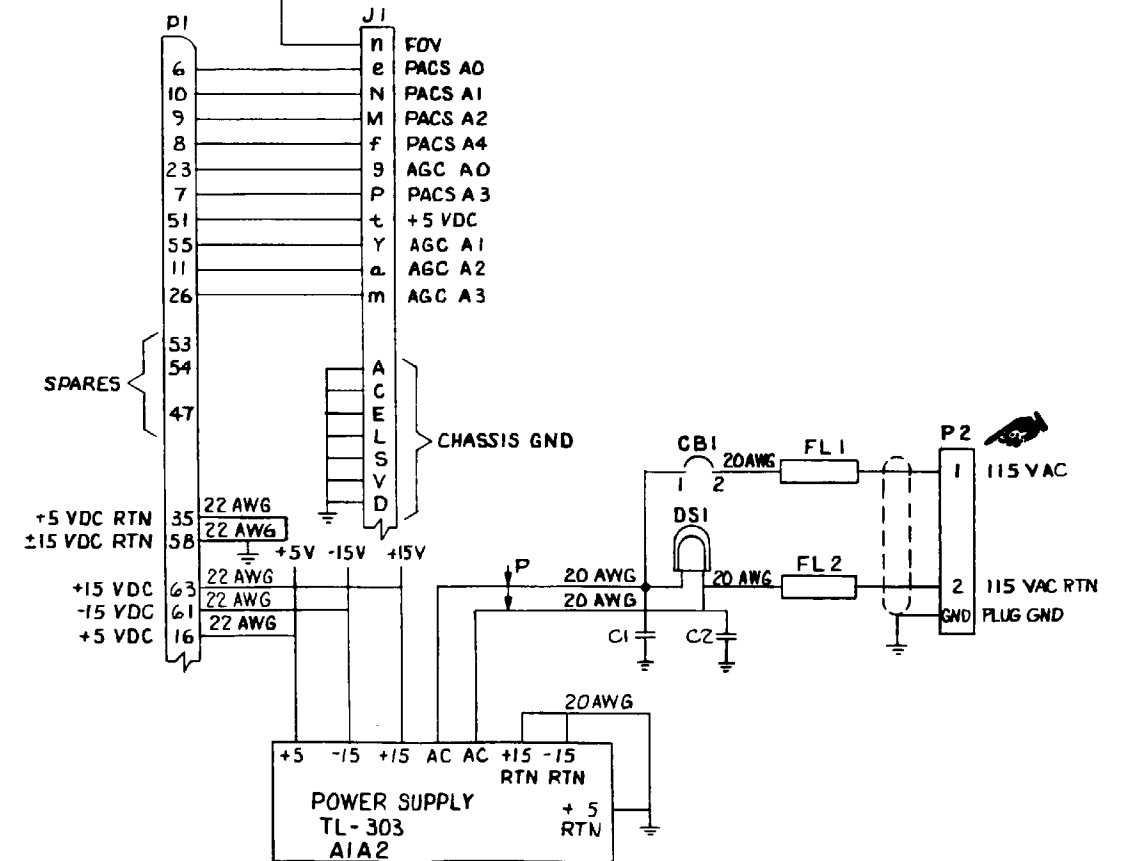 P1
J1
n FOV
6 e PACS A0
10 N PACS A1
9 M PACS A2
8 f PACS A4
23 g AGC A0
7 P PACS A3
51 t +5 VDC
55 Y AGC A1
11 a AGC A2
26 m AGC A3
53
54
SPARES
47
A
C
E
L
S
V
D
CHASSIS GND
22 AWG
+5 VDC RTN 35
22 AWG
±15 VDC RTN 58
+5V -15V +15V
22 AWG
+15 VDC 63
22 AWG
-15 VDC 61
22 AWG
+5 VDC 16
P
20 AWG
20 AWG
CB1
1 2
20AWG
FL1
DS1
20 AWG
FL2
C1
C2
P2
1 115 VAC
2 115 VAC RTN
GND PLUG GND
20AWG
+5 -15 +15 AC AC +15 -15
RTN RTN
POWER SUPPLY
TL-303
A1A2
+ 5
RTN